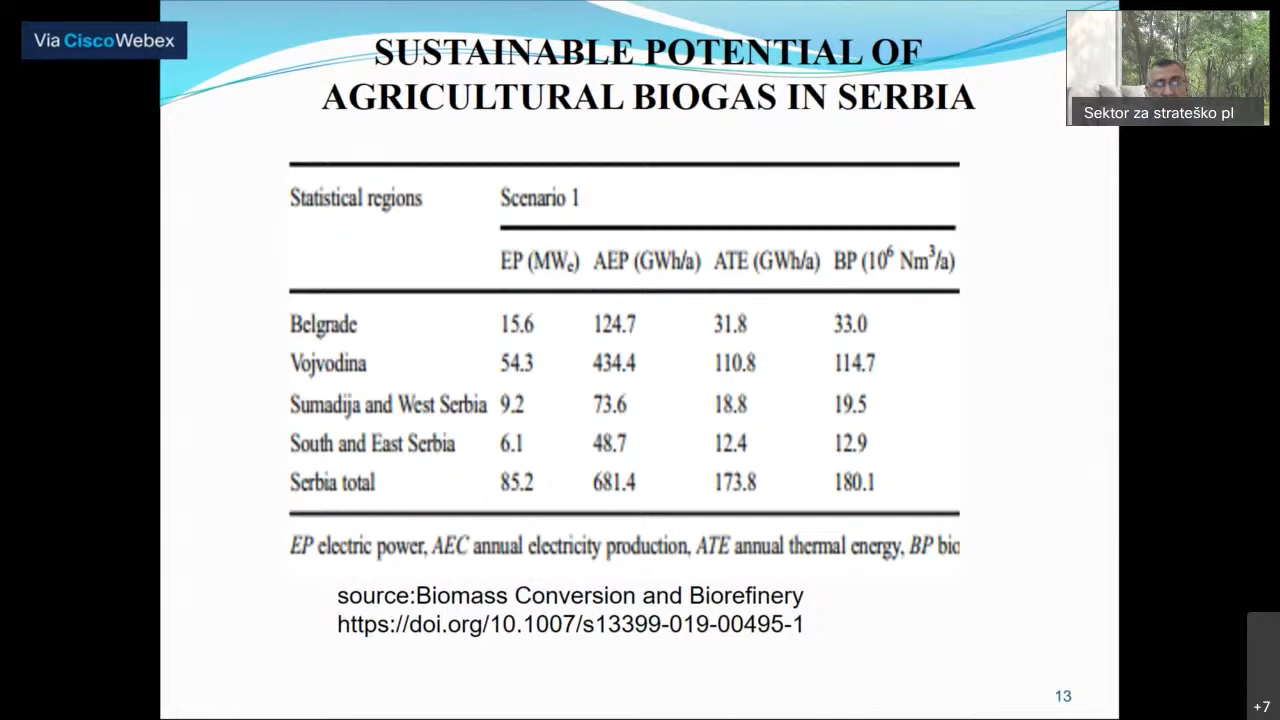 Via Cisco Webex
SUSTAINABLE POTENTIAL OF
AGRICULTURAL BIOGAS IN SERBIA
Sektor za strateško pl
Statistical regions Scenario 1
EP (MWe) AEP (GWh/a) ATE (GWh/a) BP (10⁶ Nm³/a)
Belgrade 15.6 124.7 31.8 33.0
Vojvodina 54.3 434.4 110.8 114.7
Sumadija and West Serbia 9.2 73.6 18.8 19.5
South and East Serbia 6.1 48.7 12.4 12.9
Serbia total 85.2 681.4 173.8 180.1
EP electric power, AEC annual electricity production, ATE annual thermal energy, BP bio
source:Biomass Conversion and Biorefinery
https://doi.org/10.1007/s13399-019-00495-1
13
+7